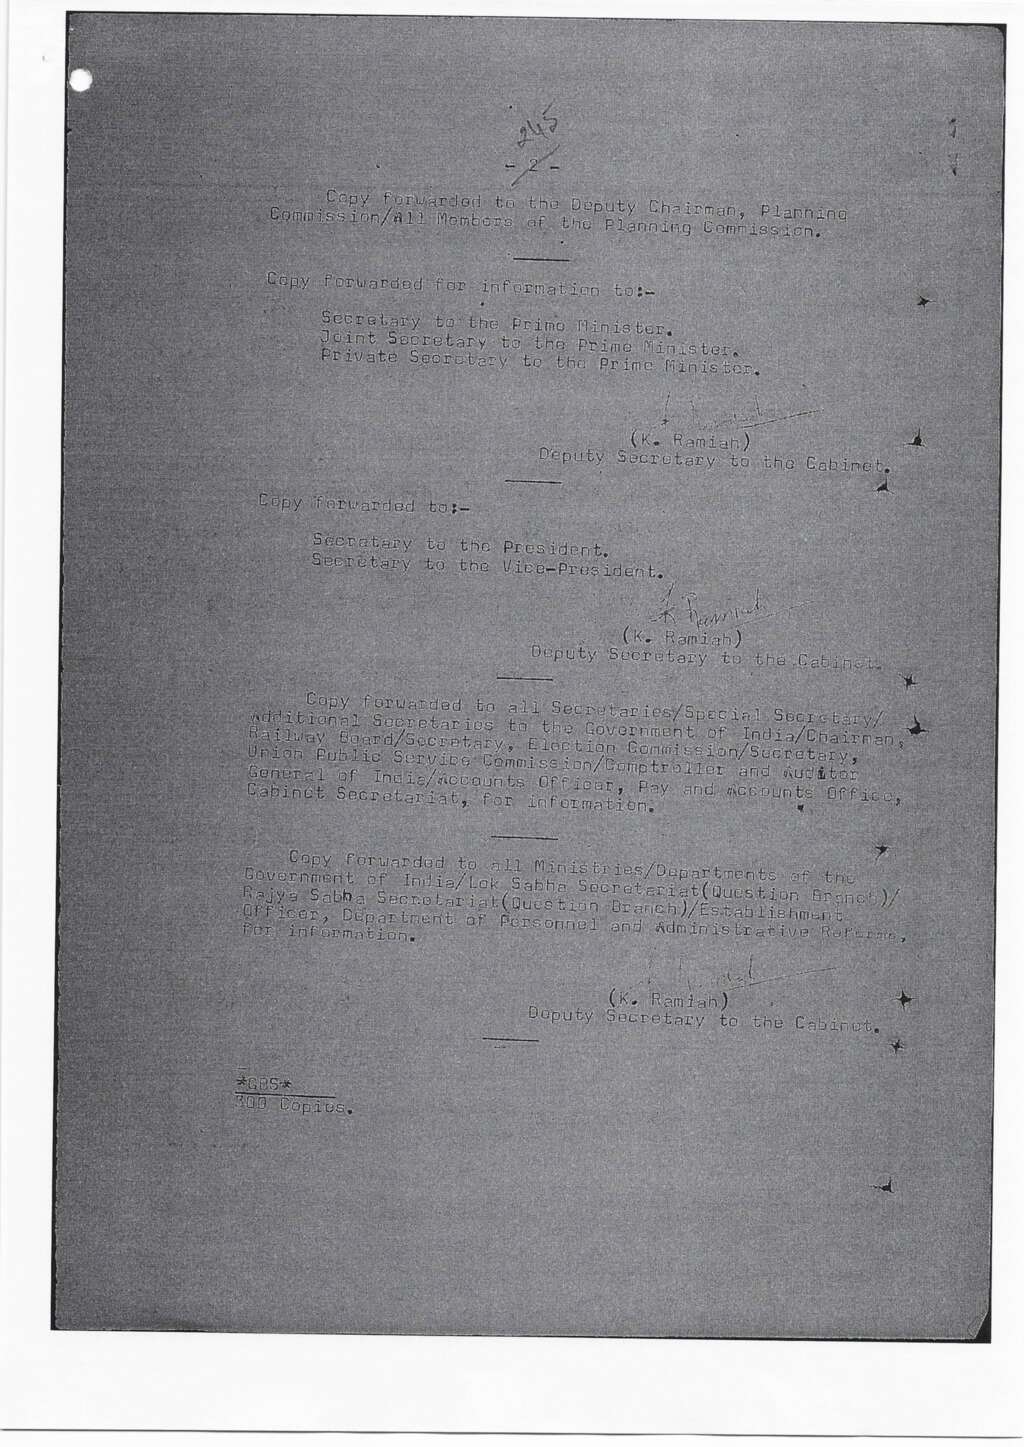 245
- 2 -
Copy forwarded to the Deputy Chairman, Planning
Commission/All Members of the Planning Commission.
Copy forwarded for information to:-
Secretary to the Prime Minister.
Joint Secretary to the Prime Minister.
Private Secretary to the Prime Minister.
K. Ramiah
(K. Ramiah)
Deputy Secretary to the Cabinet.
Copy forwarded to:-
Secretary to the President.
Secretary to the Vice-President.
K. Ramiah
(K. Ramiah)
Deputy Secretary to the Cabinet.
Copy forwarded to all Secretaries/Special Secretary/
Additional Secretaries to the Government of India/Chairman,
Railway Board/Secretary, Election Commission/Secretary,
Union Public Service Commission/Comptroller and Auditor
General of India/Accounts Officer, Pay and Accounts Office,
Cabinet Secretariat, for information.
Copy forwarded to all Ministries/Departments of the
Government of India/Lok Sabha Secretariat(Question Branch)/
Rajya Sabha Secretariat(Question Branch)/Establishment
Officer, Department of Personnel and Administrative Reforms,
for information.
K. Ramiah
(K. Ramiah)
Deputy Secretary to the Cabinet.
*GBS*
300 Copies.